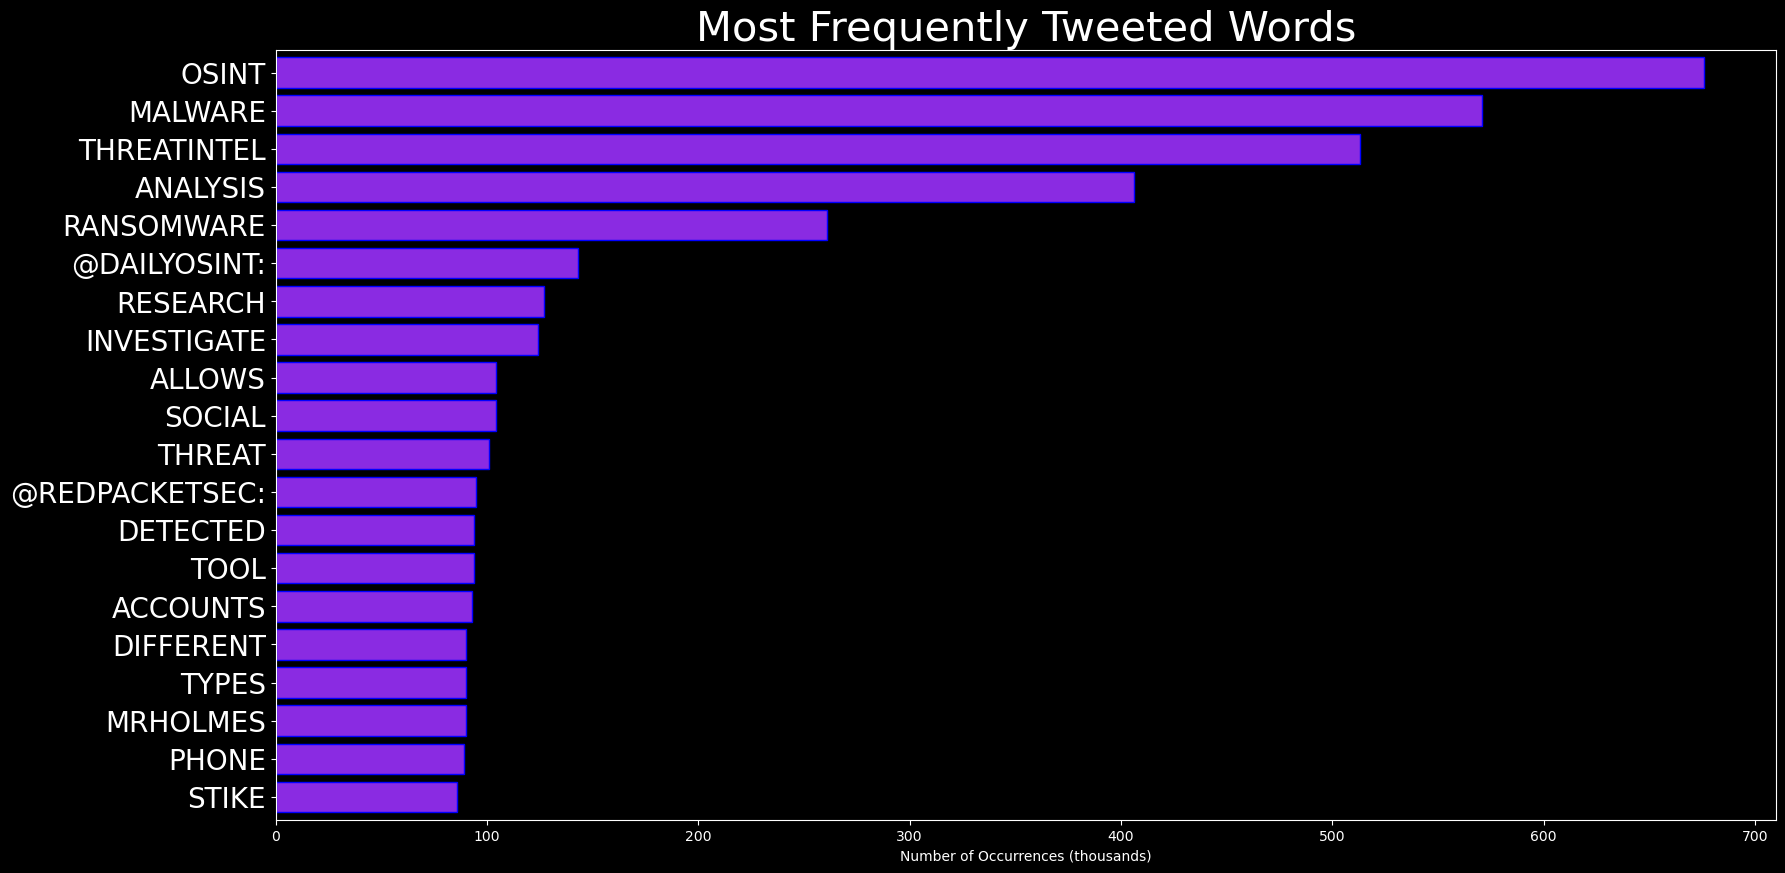 Most Frequently Tweeted Words
OSINT
MALWARE
THREATINTEL
ANALYSIS
RANSOMWARE
@DAILYOSINT:
RESEARCH
INVESTIGATE
ALLOWS
SOCIAL
THREAT
@REDPACKETSEC:
DETECTED
TOOL
ACCOUNTS
DIFFERENT
TYPES
MRHOLMES
PHONE
STIKE
0 100 200 300 400 500 600 700
Number of Occurrences (thousands)